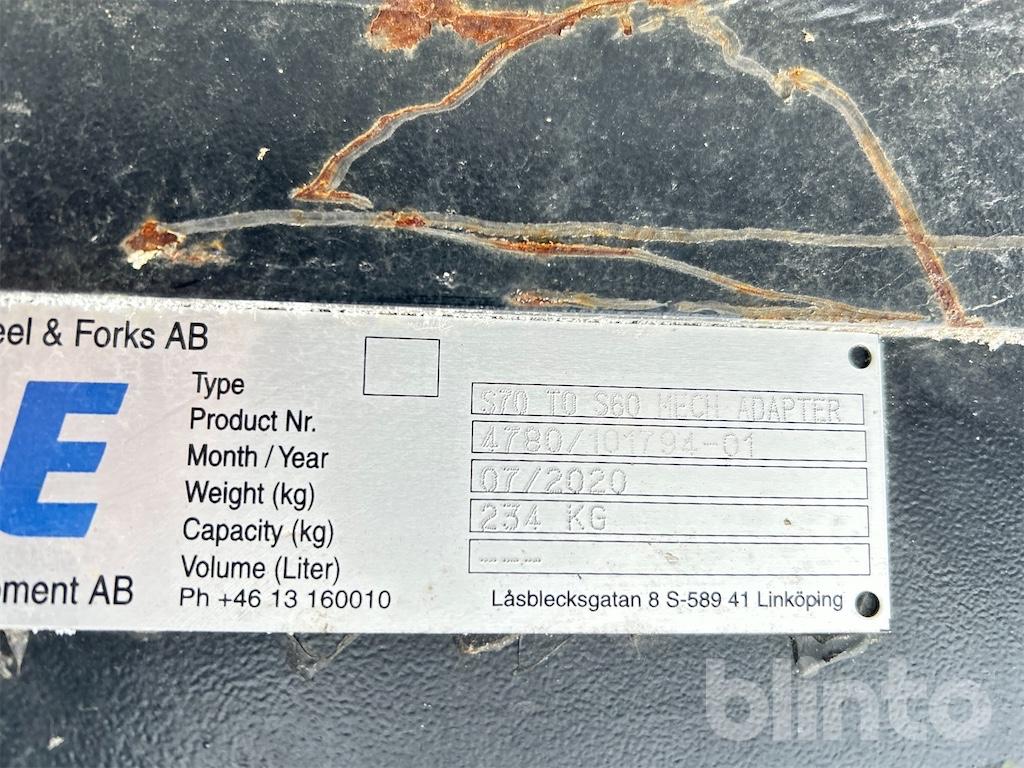 eel & Forks AB
E
Type S70 TO S60 MECH ADAPTER
Product Nr. 4780/101794-01
Month / Year 07/2020
Weight (kg) 234 KG
Capacity (kg) ---
Volume (Liter)
ment AB
Ph +46 13 160010 Låsblecksgatan 8 S-589 41 Linköping
blinto